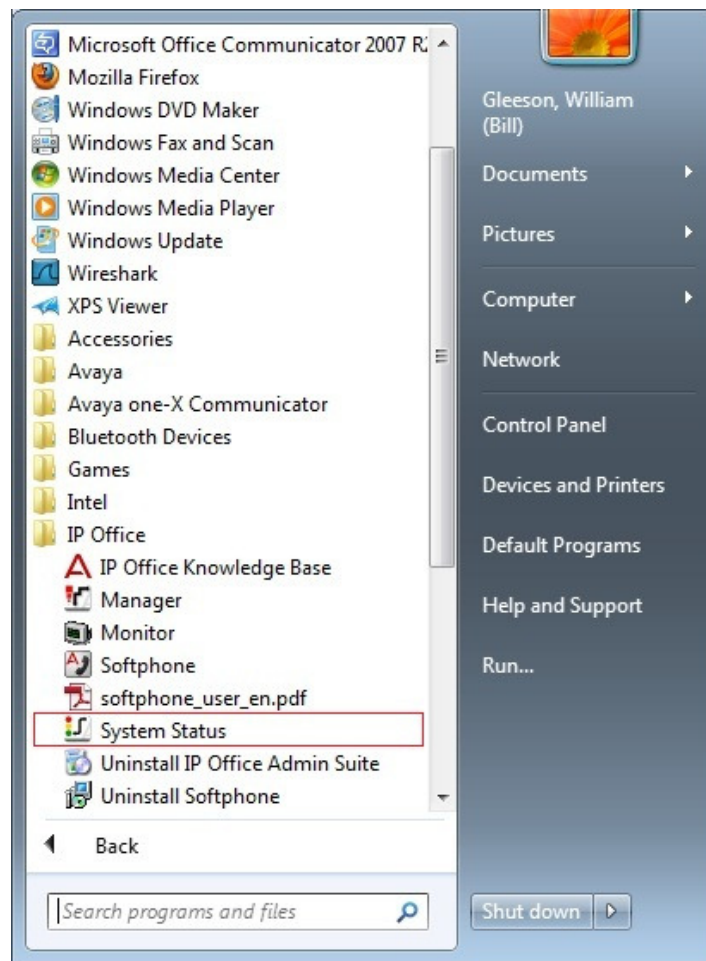 Microsoft Office Communicator 2007 R2
Mozilla Firefox
Windows DVD Maker
Windows Fax and Scan
Windows Media Center
Windows Media Player
Windows Update
Wireshark
XPS Viewer
Accessories
Avaya
Avaya one-X Communicator
Bluetooth Devices
Games
Intel
IP Office
IP Office Knowledge Base
Manager
Monitor
Softphone
softphone_user_en.pdf
System Status
Uninstall IP Office Admin Suite
Uninstall Softphone
Back
Search programs and files
Gleeson, William
(Bill)
Documents
Pictures
Computer
Network
Control Panel
Devices and Printers
Default Programs
Help and Support
Run...
Shut down